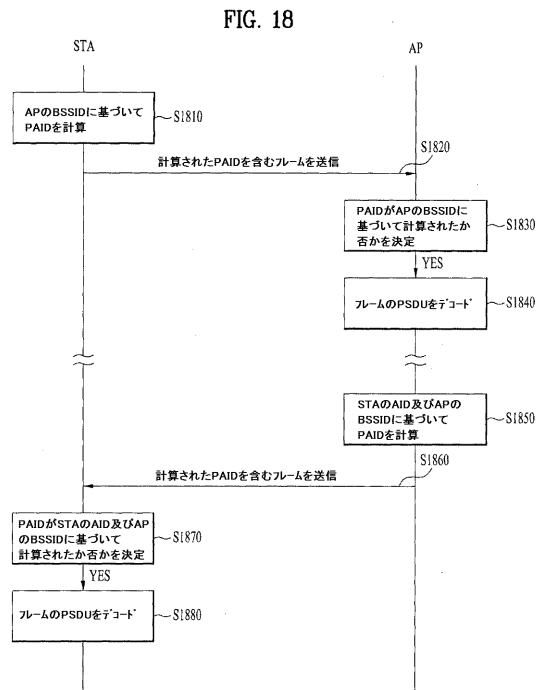 FIG. 18
STA
AP
APのBSSIDに基づいて
PAIDを計算
S1810
S1820
計算されたPAIDを含むフレームを送信
PAIDがAPのBSSIDに
基づいて計算されたか
否かを決定
S1830
YES
フレームのPSDUをデコード
S1840
STAのAID及びAPの
BSSIDに基づいて
PAIDを計算
S1850
S1860
計算されたPAIDを含むフレームを送信
PAIDがSTAのAID及びAP
のBSSIDに基づいて
計算されたか否かを決定
S1870
YES
フレームのPSDUをデコード
S1880